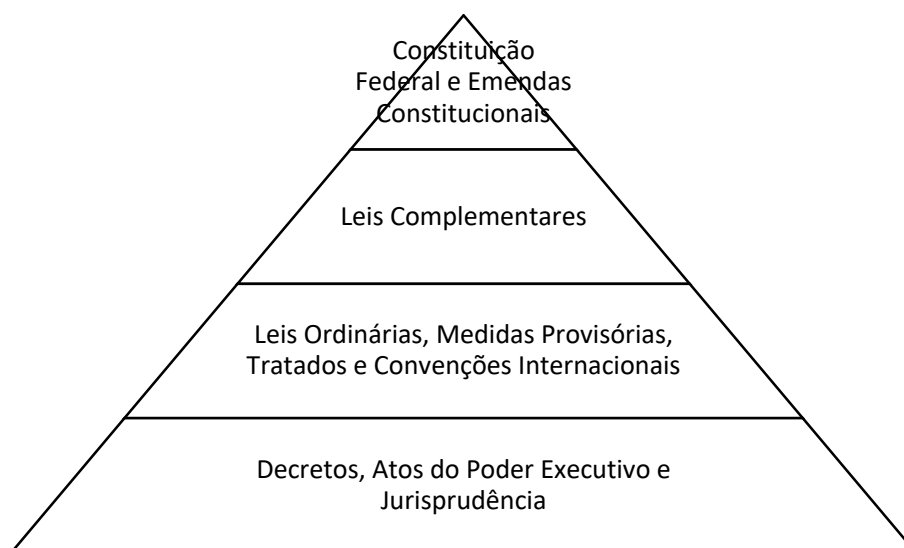 Constituição
Federal e Emendas
Constitucionais
Leis Complementares
Leis Ordinárias, Medidas Provisórias,
Tratados e Convenções Internacionais
Decretos, Atos do Poder Executivo e
Jurisprudência